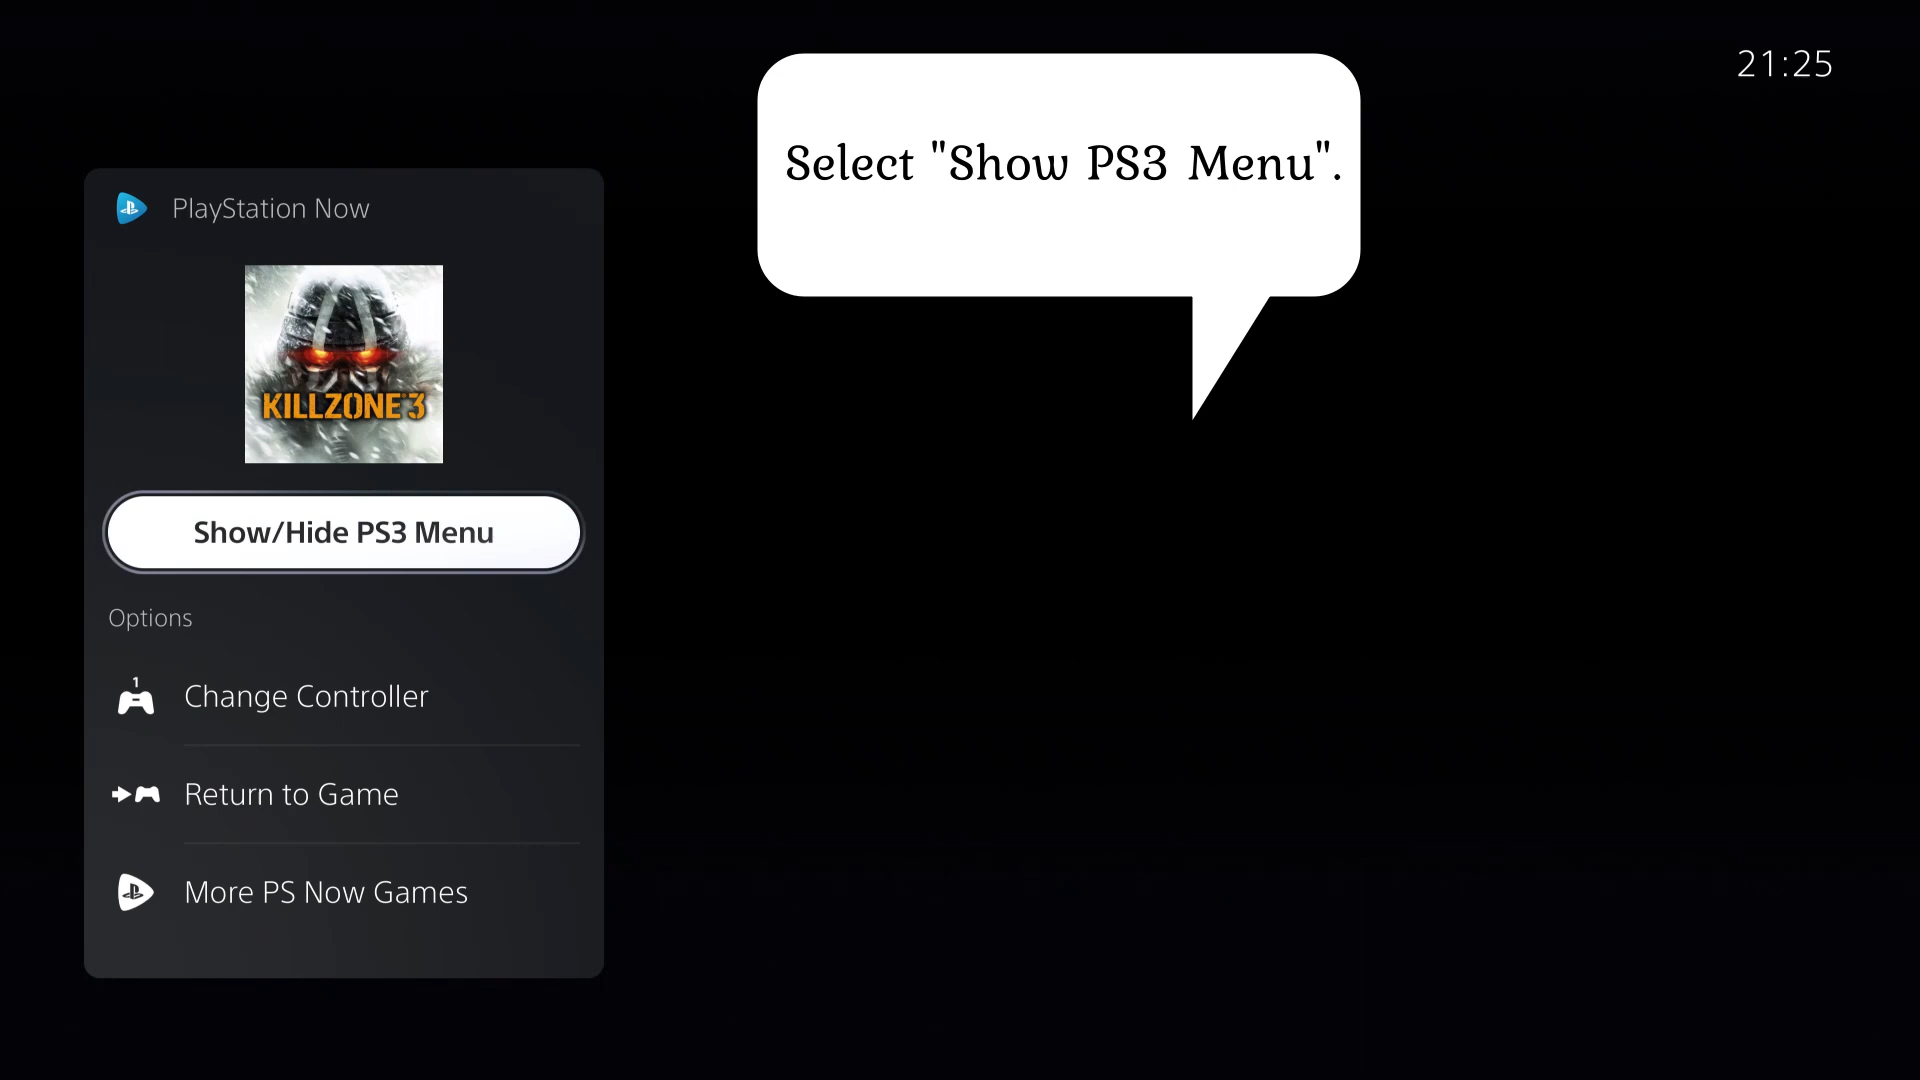 21:25
Select "Show PS3 Menu".
PlayStation Now
KILLZONE 3
Show/Hide PS3 Menu
Options
1
Change Controller
Return to Game
More PS Now Games